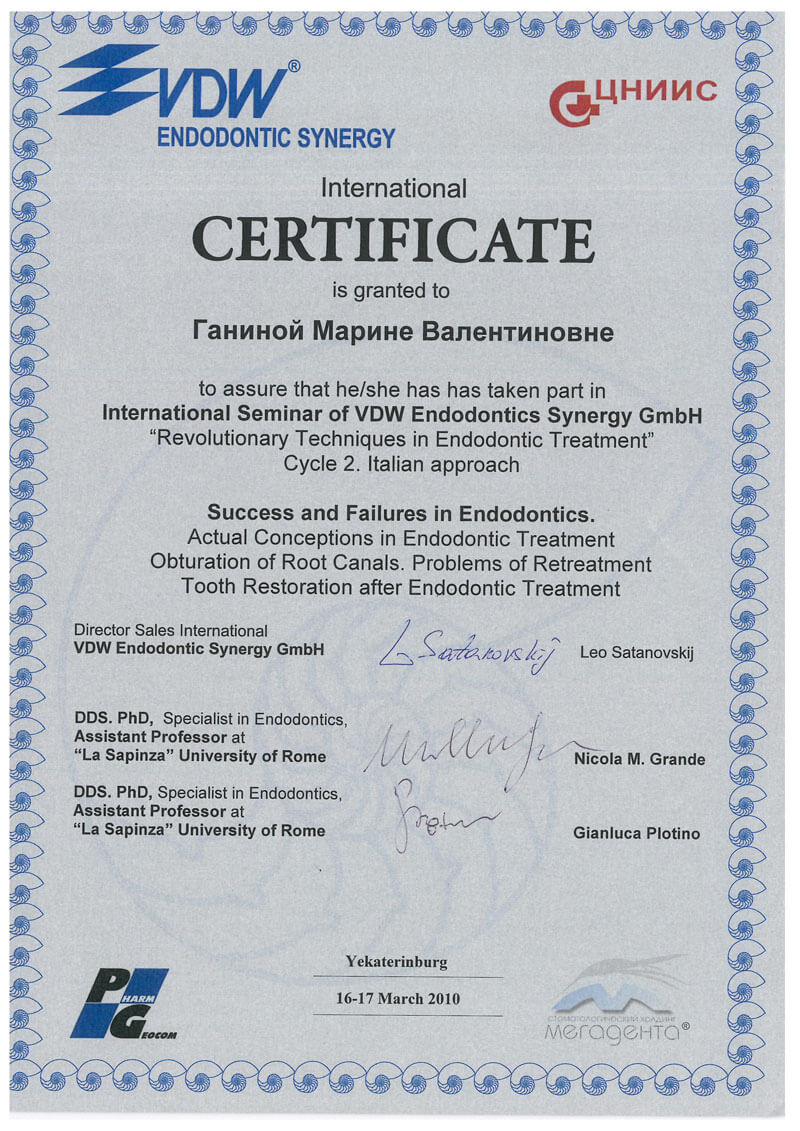 VDW®
ENDODONTIC SYNERGY
ЦНИИС
International
CERTIFICATE
is granted to
Ганиной Марине Валентиновне
to assure that he/she has has taken part in
International Seminar of VDW Endodontics Synergy GmbH
“Revolutionary Techniques in Endodontic Treatment”
Cycle 2. Italian approach
Success and Failures in Endodontics.
Actual Conceptions in Endodontic Treatment
Obturation of Root Canals. Problems of Retreatment
Tooth Restoration after Endodontic Treatment
Director Sales International
VDW Endodontic Synergy GmbH
L Satanovskij
Leo Satanovskij
DDS. PhD, Specialist in Endodontics,
Assistant Professor at
“La Sapinza” University of Rome
Nicola M. Grande
DDS. PhD, Specialist in Endodontics,
Assistant Professor at
“La Sapinza” University of Rome
Gianluca Plotino
Yekaterinburg
16-17 March 2010
PHARM
GEOCOM
СТОМАТОЛОГИЧЕСКИЙ ХОЛДИНГ
мегадента®